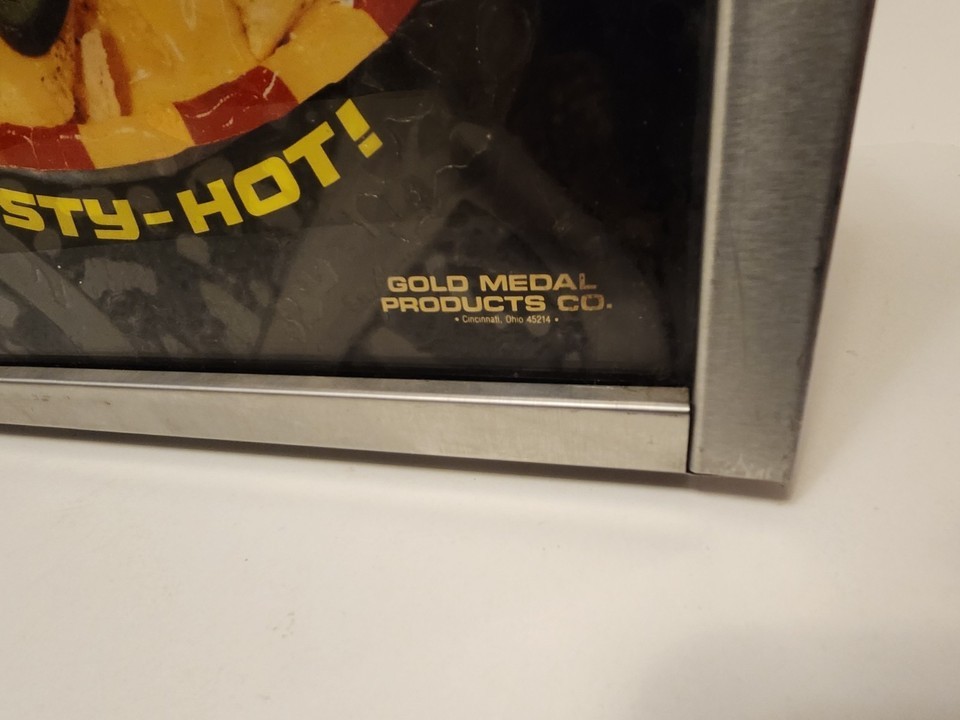 STY-HOT!
GOLD MEDAL
PRODUCTS CO.
• Cincinnati, Ohio 45214 •